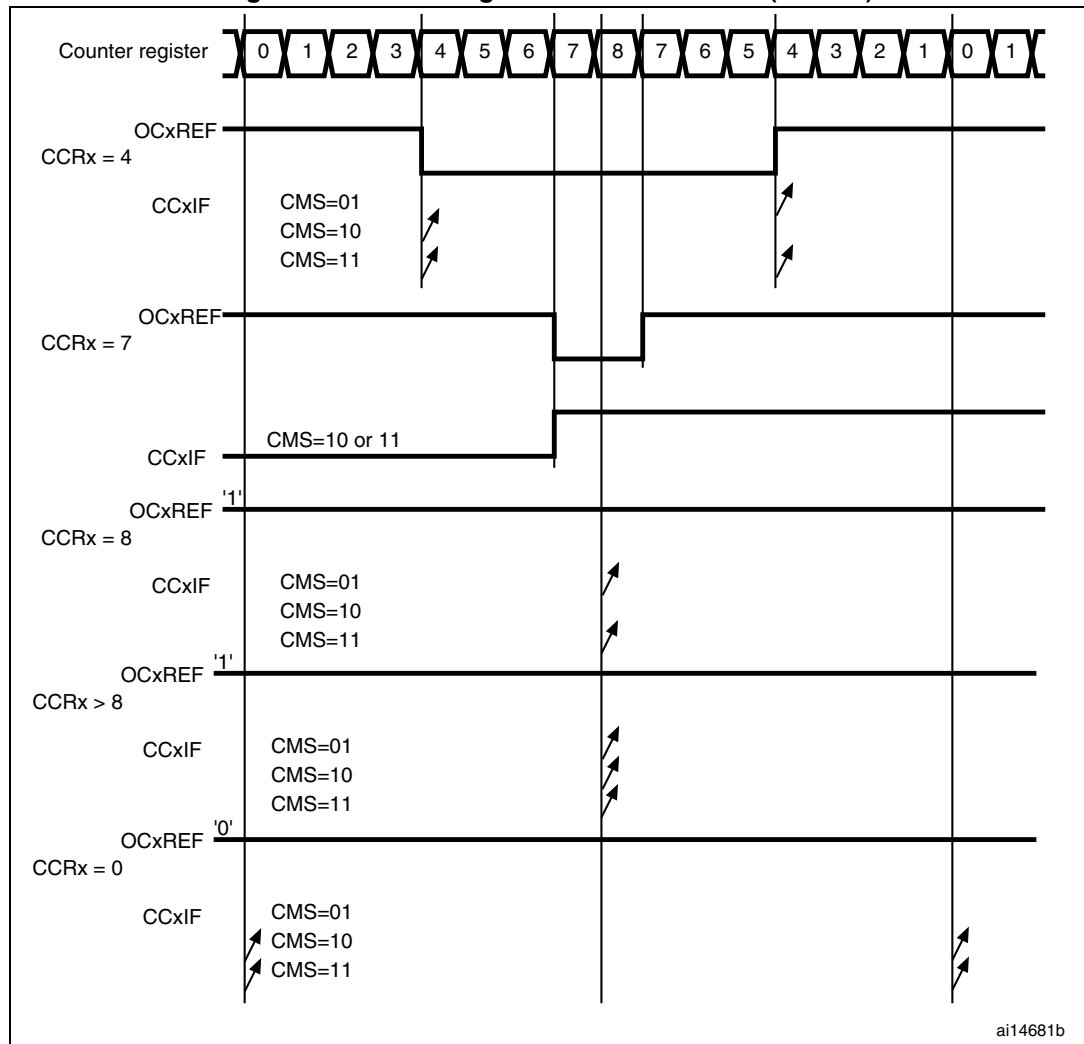 Counter register 0 1 2 3 4 5 6 7 8 7 6 5 4 3 2 1 0 1
OCxREF
CCRx = 4
CCxIF
CMS=01
CMS=10
CMS=11
OCxREF
CCRx = 7
CMS=10 or 11
CCxIF
'1'
OCxREF
CCRx = 8
CCxIF
CMS=01
CMS=10
CMS=11
'1'
OCxREF
CCRx > 8
CCxIF
CMS=01
CMS=10
CMS=11
'0'
OCxREF
CCRx = 0
CCxIF
CMS=01
CMS=10
CMS=11
ai14681b